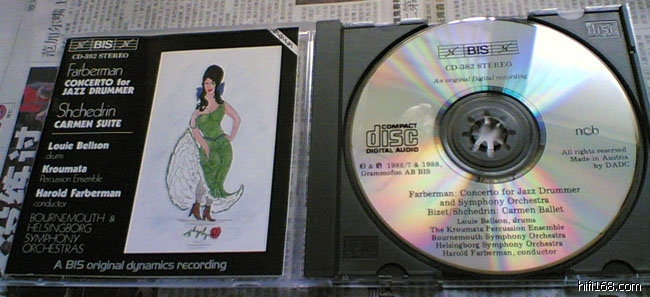 BIS
CD-382 STEREO
Farberman
CONCERTO for
JAZZ DRUMMER
Shchedrin
CARMEN SUITE
Louie Bellson
drums
Kroumata
Percussion Ensemble
Harold Farberman
conductor
BOURNEMOUTH &
HELSINGBORG
SYMPHONY
ORCHESTRAS
A BIS original dynamics recording
BIS
CD-382 STEREO
An original Digital recording
COMPACT
disc
DIGITAL AUDIO
ncb
℗ & © 1986/7 & 1988,
Grammofon AB BIS
All rights reserved
Made in Austria
by DADC
Farberman: Concerto for Jazz Drummer
and Symphony Orchestra
Bizet/Shchedrin: Carmen Ballet
Louie Bellson, drums
The Kroumata Percussion Ensemble
Bournemouth Symphony Orchestra
Helsingborg Symphony Orchestra
Harold Farberman, conductor
hifi168.com